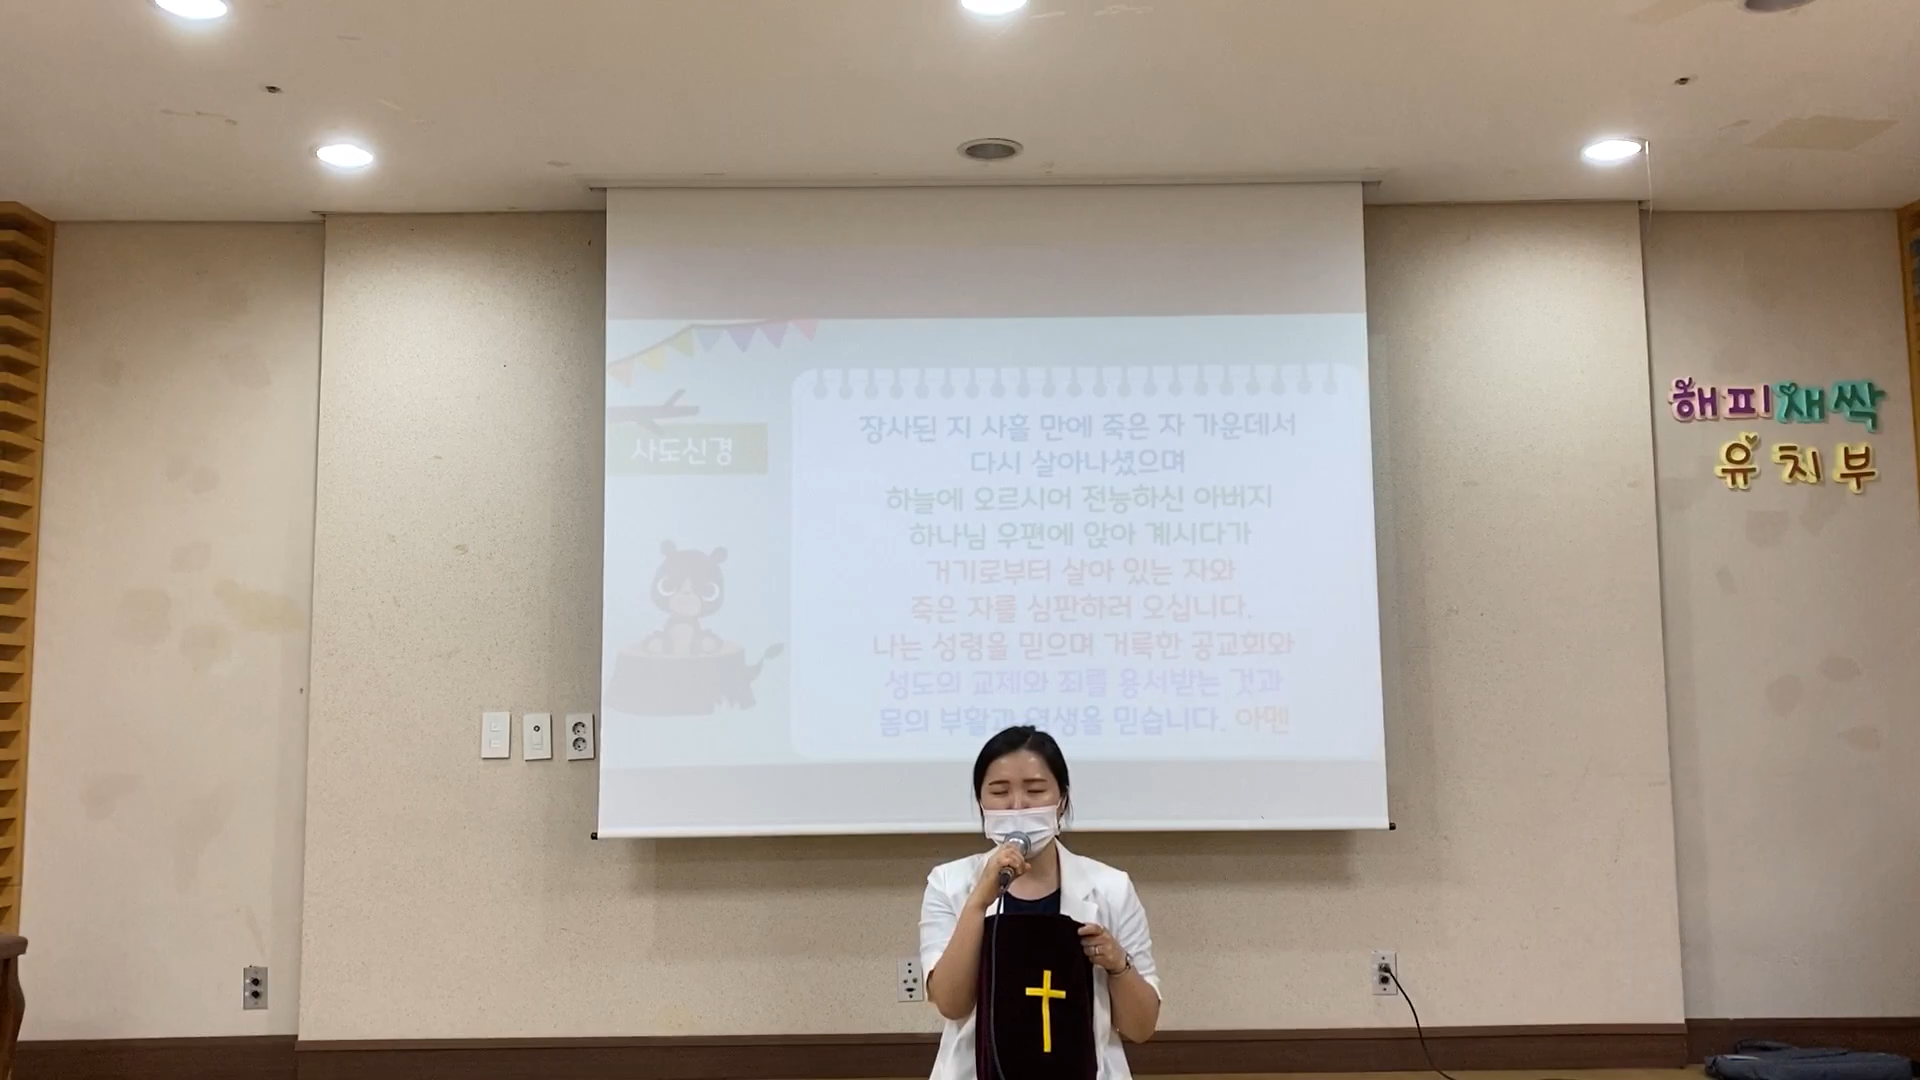 사도신경
장사된 지 사흘 만에 죽은 자 가운데서
다시 살아나셨으며
하늘에 오르시어 전능하신 아버지
하나님 우편에 앉아 계시다가
거기로부터 살아 있는 자와
죽은 자를 심판하러 오십니다.
나는 성령을 믿으며 거룩한 공교회와
성도의 교제와 죄를 용서받는 것과
몸의 부활과 영생을 믿습니다. 아멘
해피새싹
유치부